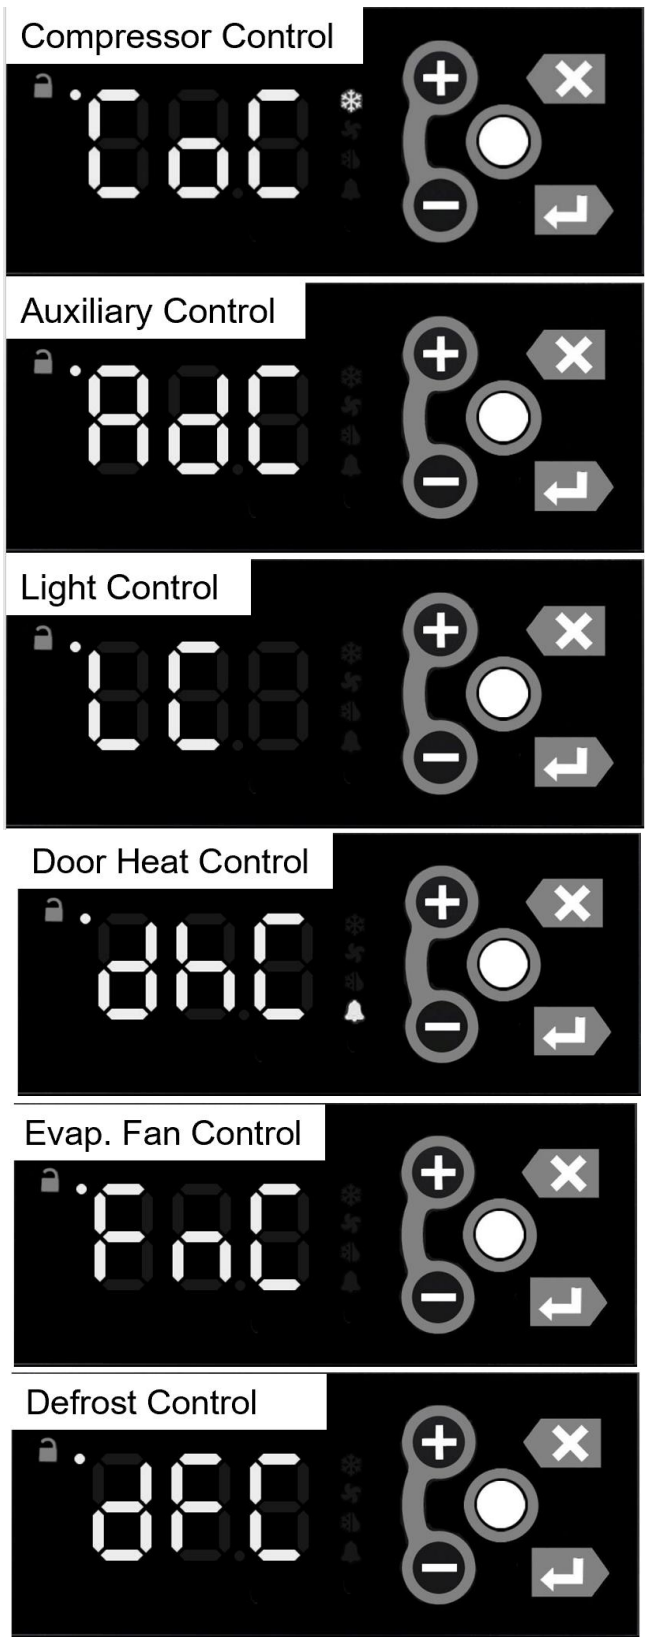 Compressor Control
CoC
Auxiliary Control
AdC
Light Control
LC
Door Heat Control
dhC
Evap. Fan Control
FnC
Defrost Control
dFC